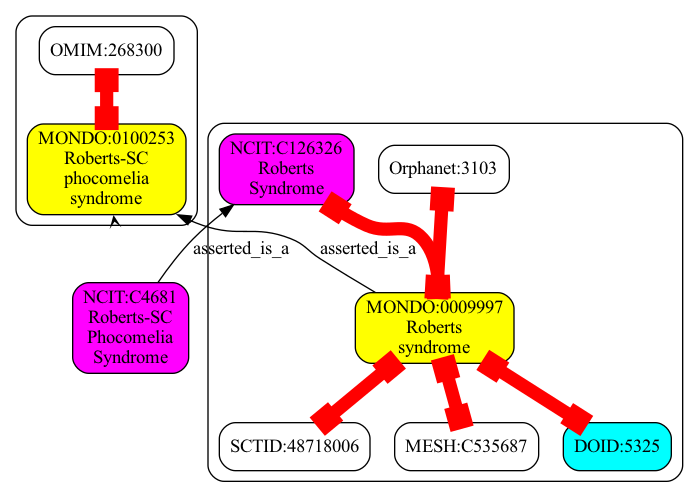 OMIM:268300
MONDO:0100253
Roberts-SC
phocomelia
syndrome
NCIT:C126326
Roberts
Syndrome
Orphanet:3103
asserted_is_a
asserted_is_a
NCIT:C4681
Roberts-SC
Phocomelia
Syndrome
MONDO:0009997
Roberts
syndrome
SCTID:48718006
MESH:C535687
DOID:5325